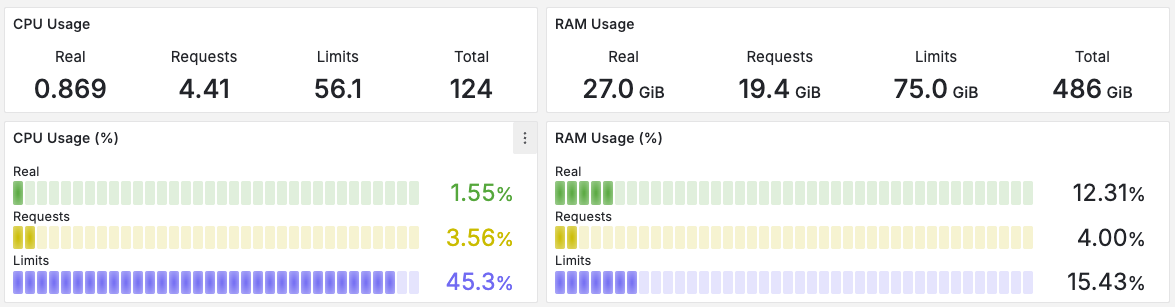 CPU Usage
Real Requests Limits Total
0.869 4.41 56.1 124
RAM Usage
Real Requests Limits Total
27.0 GiB 19.4 GiB 75.0 GiB 486 GiB
CPU Usage (%)
Real
1.55%
Requests
3.56%
Limits
45.3%
RAM Usage (%)
Real
12.31%
Requests
4.00%
Limits
15.43%